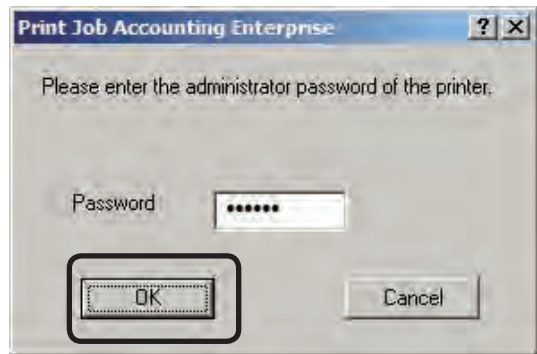 Print Job Accounting Enterprise ? ×
Please enter the administrator password of the printer.
Password ••••••
OK Cancel